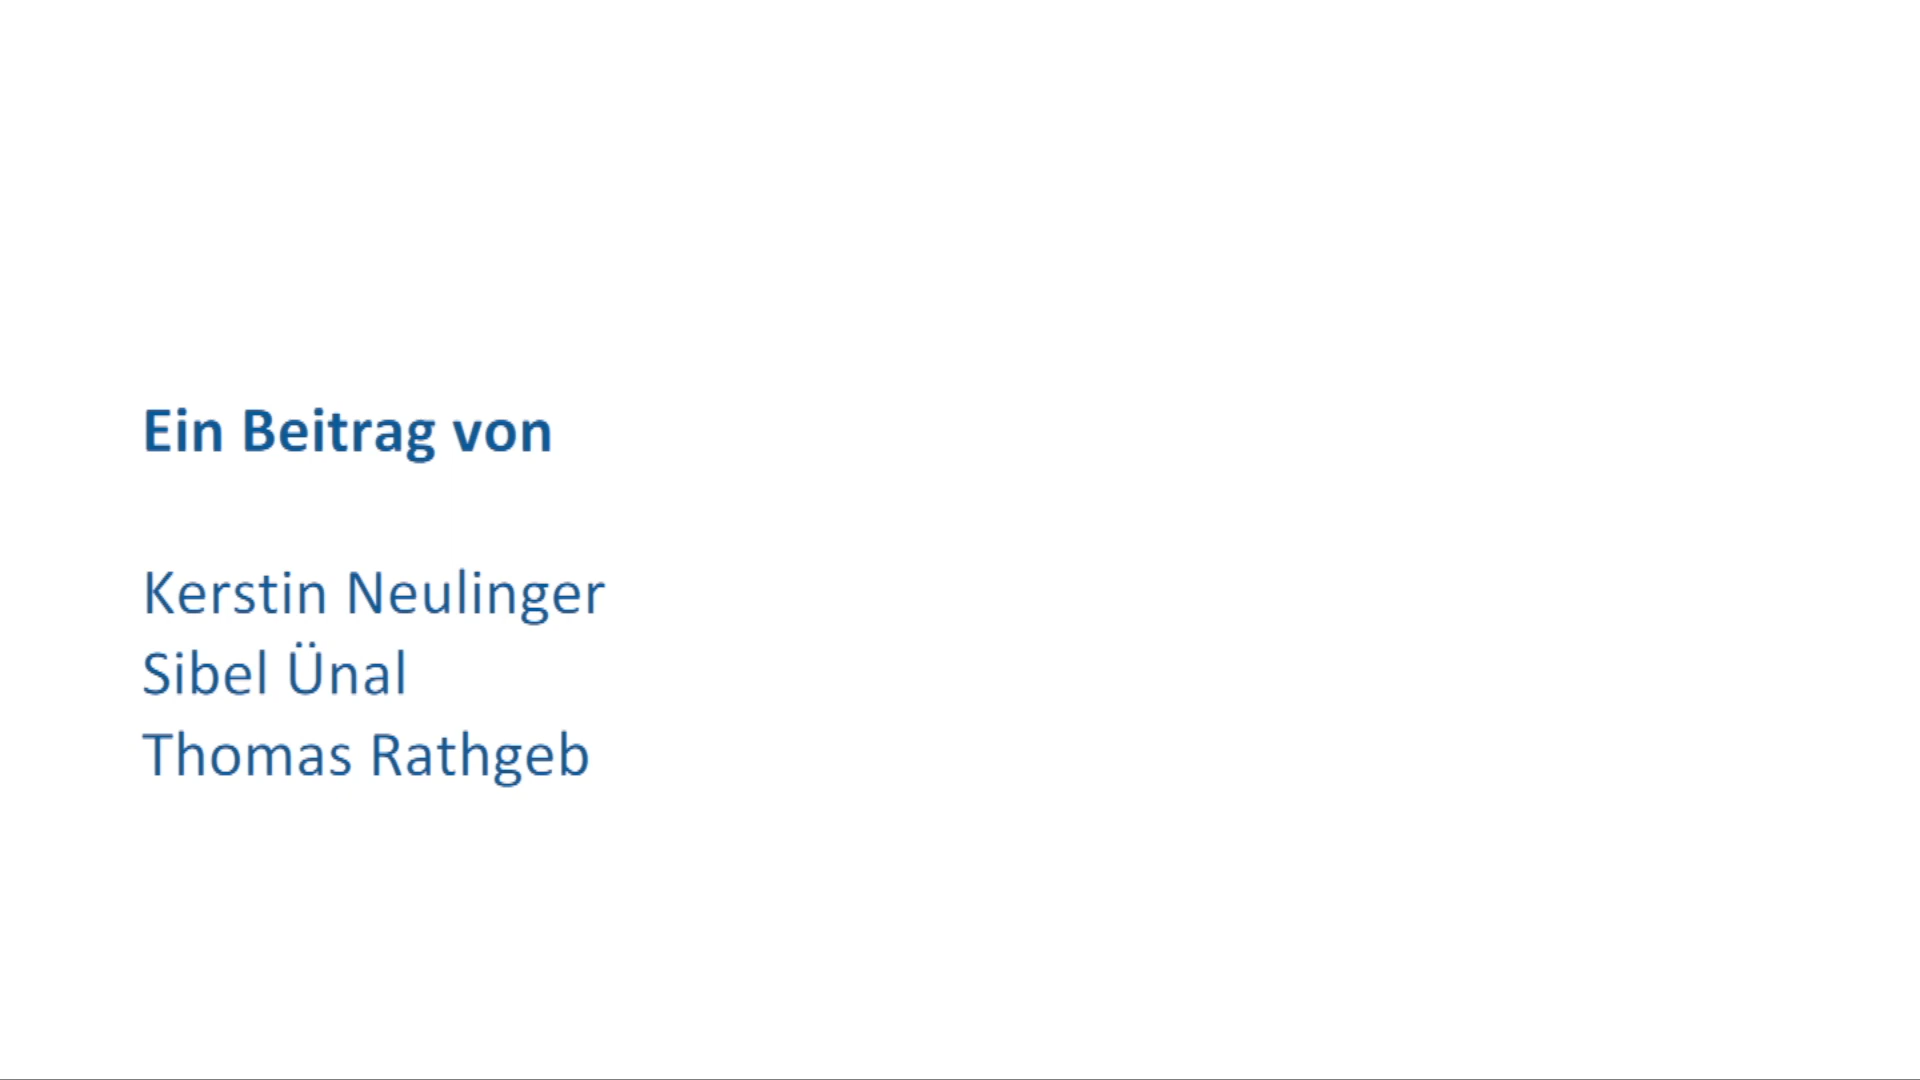 Ein Beitrag von
Kerstin Neulinger
Sibel Ünal
Thomas Rathgeb